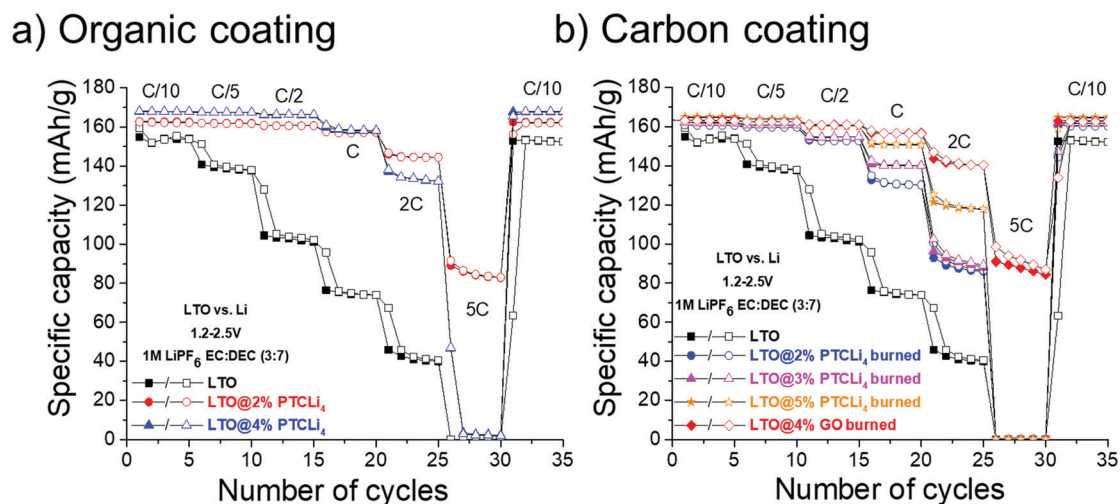 a) Organic coating
C/10
C/5
C/2
C
2C
5C
C/10
180
160
140
120
100
80
60
40
20
0
Specific capacity (mAh/g)
LTO vs. Li
1.2-2.5V
1M LiPF6 EC:DEC (3:7)
LTO
LTO@2% PTCLi4
LTO@4% PTCLi4
0 5 10 15 20 25 30 35
Number of cycles
b) Carbon coating
C/10
C/5
C/2
C
2C
5C
C/10
180
160
140
120
100
80
60
40
20
0
Specific capacity (mAh/g)
LTO vs. Li
1.2-2.5V
1M LiPF6 EC:DEC (3:7)
LTO
LTO@2% PTCLi4 burned
LTO@3% PTCLi4 burned
LTO@5% PTCLi4 burned
LTO@4% GO burned
0 5 10 15 20 25 30 35
Number of cycles